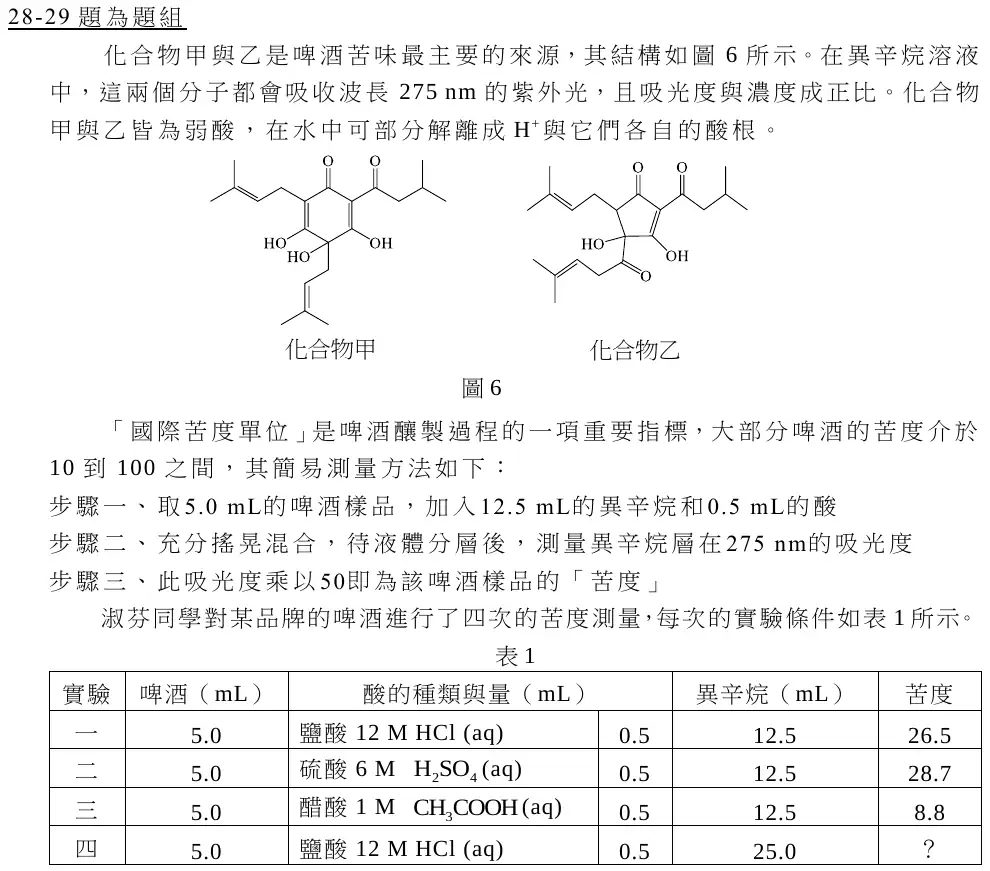 28-29 題為題組
化合物甲與乙是啤酒苦味最主要的來源，其結構如圖 6 所示。在異辛烷溶液
中，這兩個分子都會吸收波長 275 nm 的紫外光，且吸光度與濃度成正比。化合物
甲與乙皆為弱酸，在水中可部分解離成 H⁺與它們各自的酸根。
O O O O
HO OH HO
HO OH
O
化合物甲 化合物乙
圖 6
「國際苦度單位」是啤酒釀製過程的一項重要指標，大部分啤酒的苦度介於
10 到 100 之間，其簡易測量方法如下：
步驟一、取5.0 mL的啤酒樣品，加入12.5 mL的異辛烷和0.5 mL的酸
步驟二、充分搖晃混合，待液體分層後，測量異辛烷層在275 nm的吸光度
步驟三、此吸光度乘以50即為該啤酒樣品的「苦度」
淑芬同學對某品牌的啤酒進行了四次的苦度測量，每次的實驗條件如表 1 所示。
表 1
實驗 啤酒（mL） 酸的種類與量（mL） 異辛烷（mL） 苦度
一 5.0 鹽酸 12 M HCl (aq) 0.5 12.5 26.5
二 5.0 硫酸 6 M H₂SO₄ (aq) 0.5 12.5 28.7
三 5.0 醋酸 1 M CH₃COOH (aq) 0.5 12.5 8.8
四 5.0 鹽酸 12 M HCl (aq) 0.5 25.0 ？